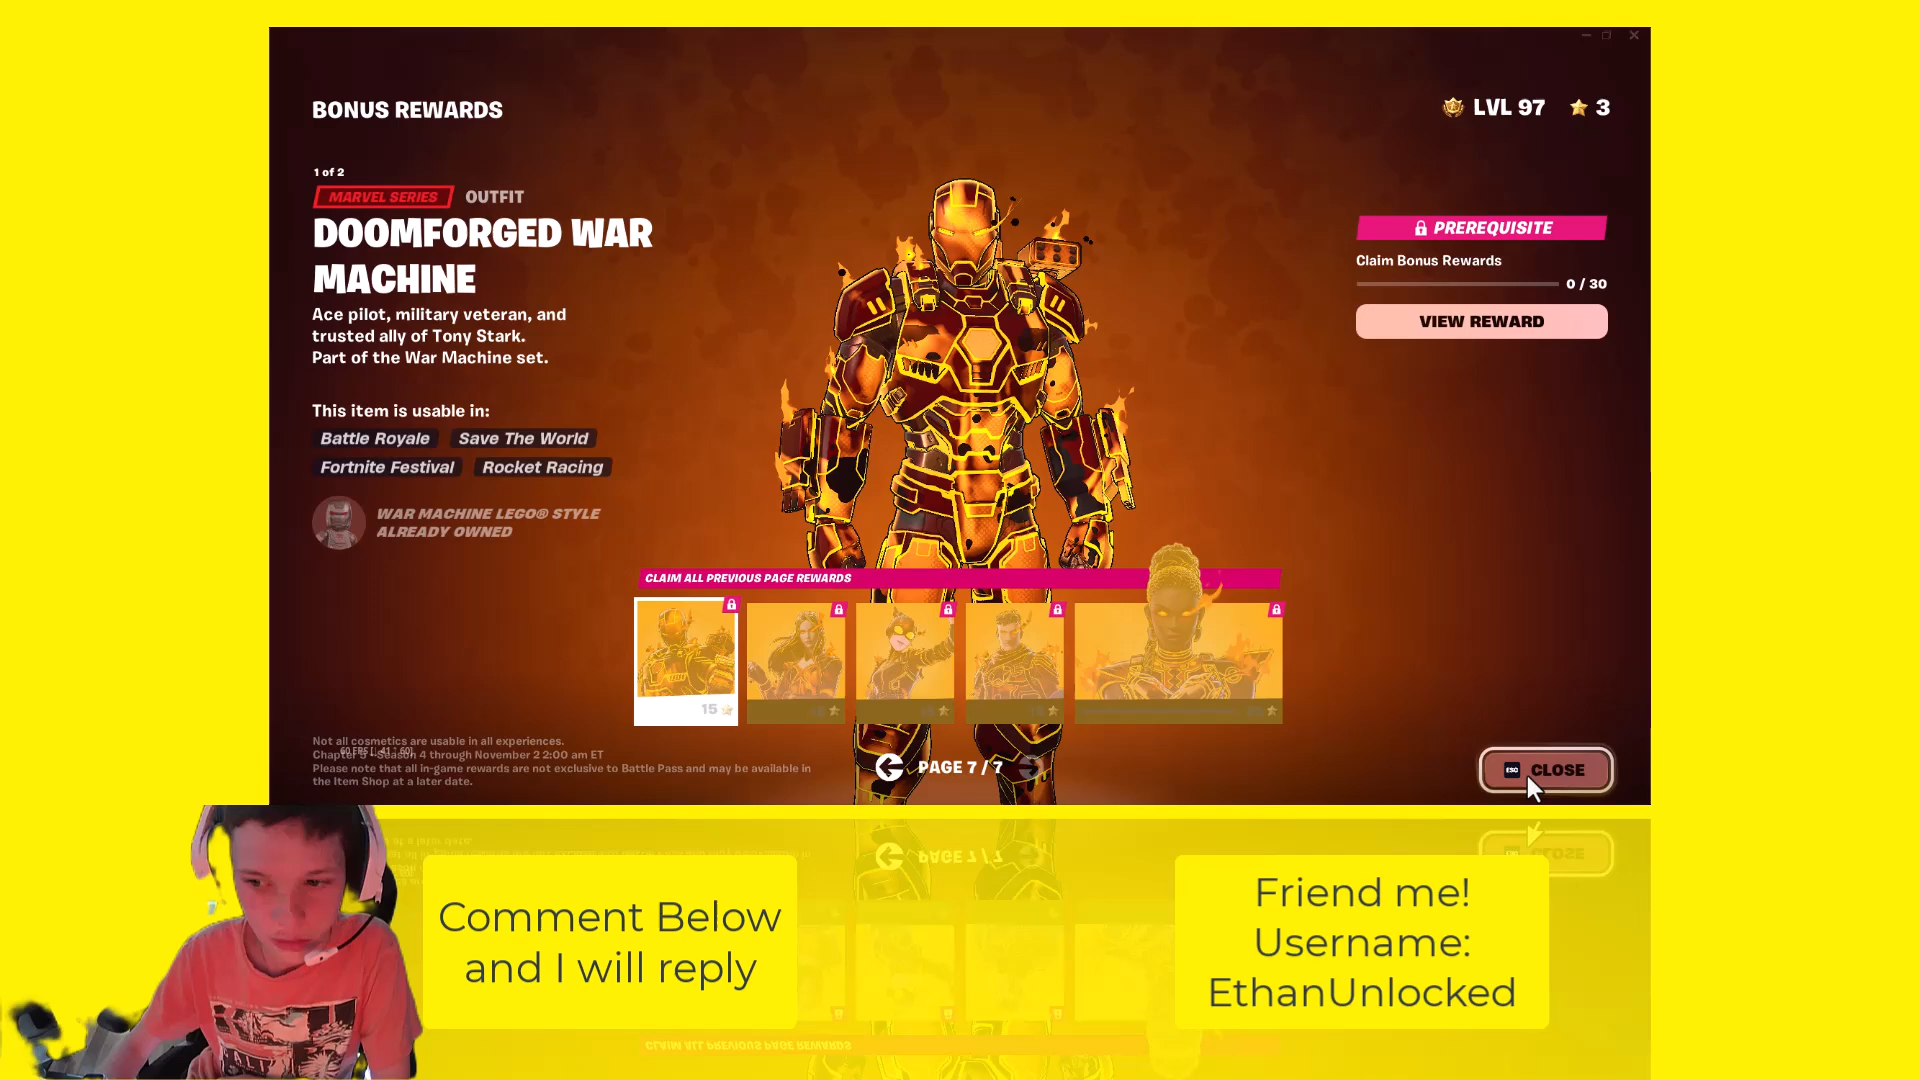 BONUS REWARDS
LVL 97
3
1 of 2
MARVEL SERIES
OUTFIT
DOOMFORGED WAR
MACHINE
Ace pilot, military veteran, and
trusted ally of Tony Stark.
Part of the War Machine set.
PREREQUISITE
Claim Bonus Rewards
0 / 30
VIEW REWARD
This item is usable in:
Battle Royale
Save The World
Fortnite Festival
Rocket Racing
WAR MACHINE LEGO® STYLE
ALREADY OWNED
CLAIM ALL PREVIOUS PAGE REWARDS
15
Not all cosmetics are usable in all experiences.
Chapter 5 - Season 4 through November 2 2:00 am ET
Please note that all in-game rewards are not exclusive to Battle Pass and may be available in
the Item Shop at a later date.
PAGE 7 / 7
ESC
CLOSE
Comment Below
and I will reply
Friend me!
Username:
EthanUnlocked